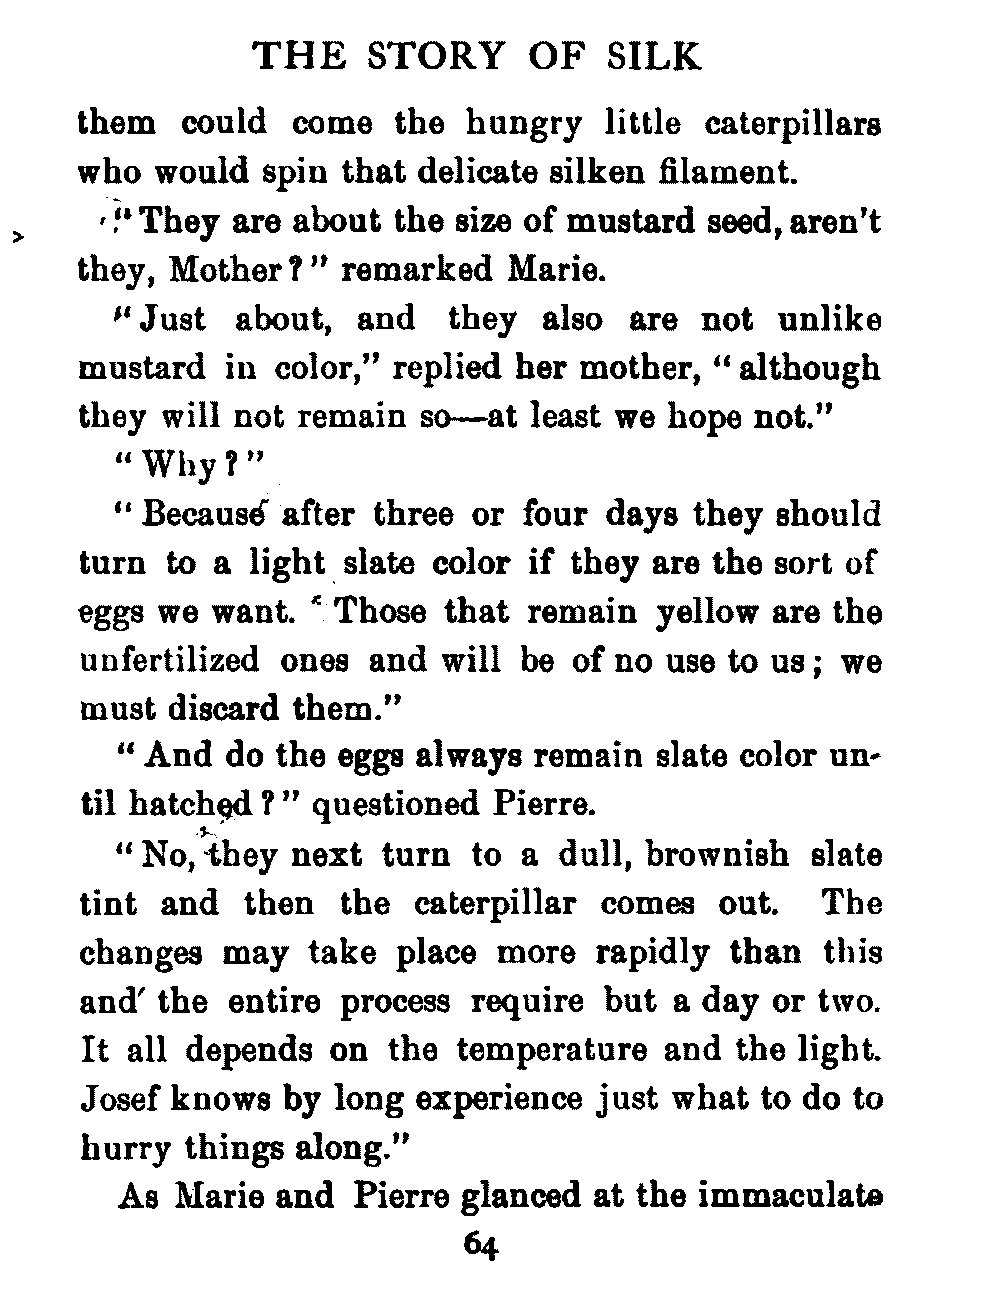 THE STORY OF SILK
them could come the hungry little caterpillars
who would spin that delicate silken filament.
"They are about the size of mustard seed, aren't
they, Mother?" remarked Marie.
"Just about, and they also are not unlike
mustard in color," replied her mother, "although
they will not remain so—at least we hope not."
"Why?"
"Because after three or four days they should
turn to a light slate color if they are the sort of
eggs we want. Those that remain yellow are the
unfertilized ones and will be of no use to us; we
must discard them."
"And do the eggs always remain slate color un-
til hatched?" questioned Pierre.
"No, they next turn to a dull, brownish slate
tint and then the caterpillar comes out. The
changes may take place more rapidly than this
and the entire process require but a day or two.
It all depends on the temperature and the light.
Josef knows by long experience just what to do to
hurry things along."
As Marie and Pierre glanced at the immaculate
64